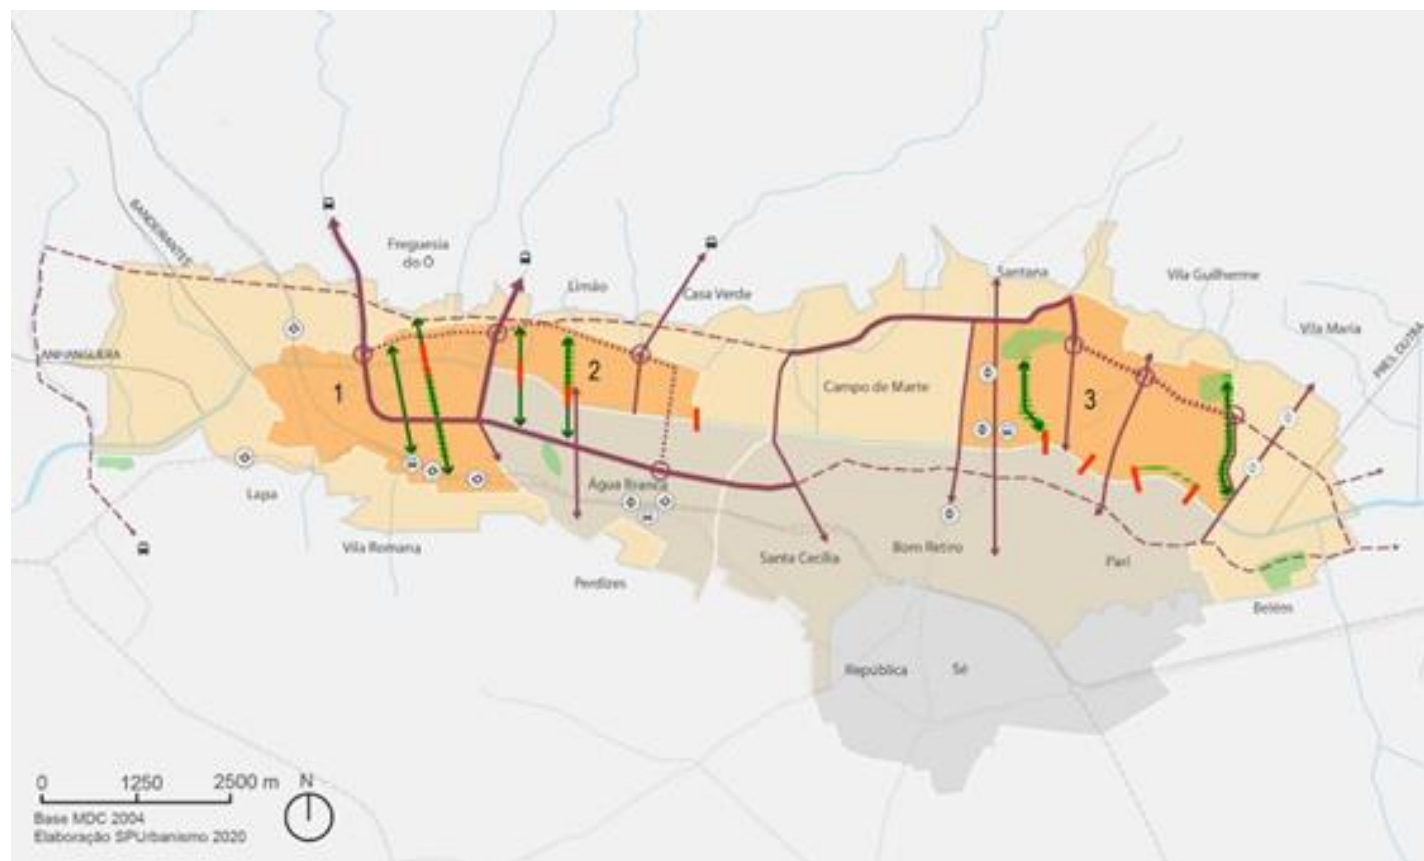 BANDEIRANTES
Freguesia
do Ó
Limão
Casa Verde
Santana
Vila Guilherme
Vila Maria
ANHANGUERA
PRES. DUTRA
1
2
3
Campo de Marte
Lapa
Água Branca
Vila Romana
Perdizes
Santa Cecília
Bom Retiro
Pari
Belém
República
Sé
0 1250 2500 m
N
Base MDC 2004
Elaboração SPUrbanismo 2020